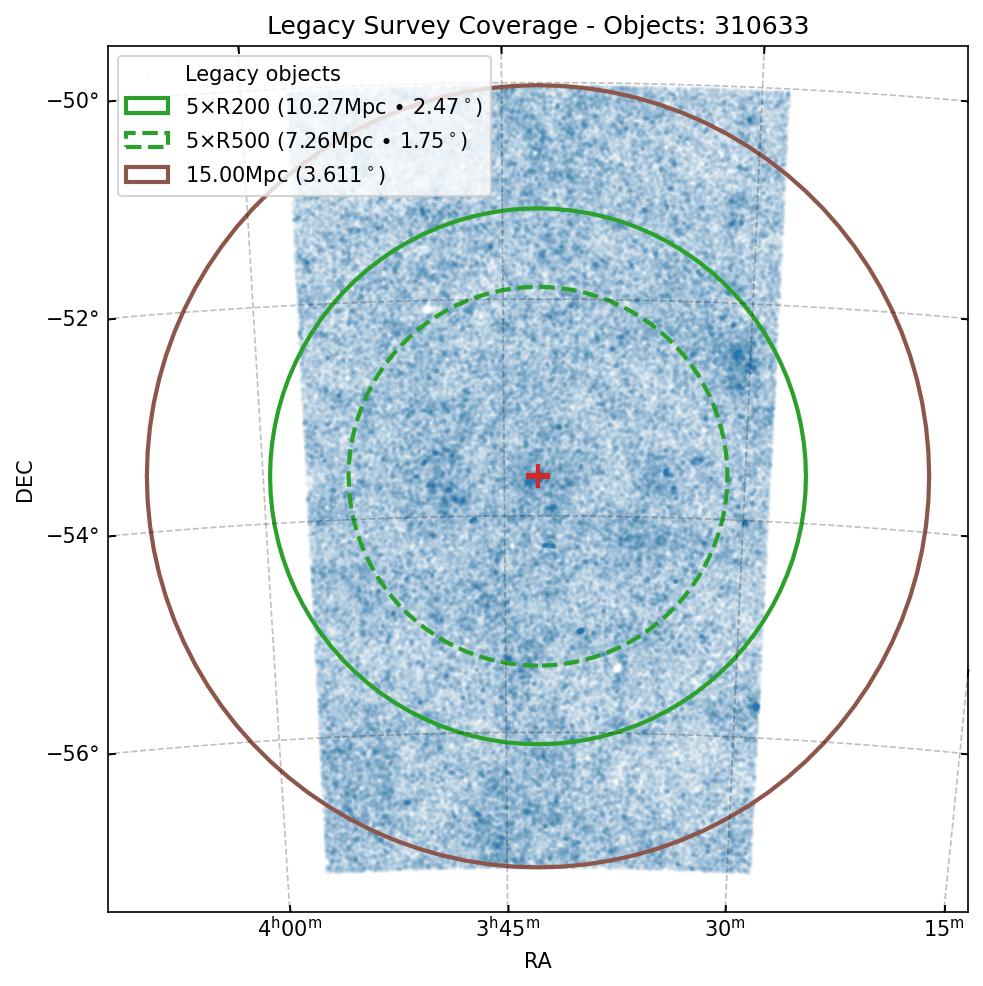 Legacy Survey Coverage - Objects: 310633
Legacy objects
5×R200 (10.27Mpc • 2.47°)
5×R500 (7.26Mpc • 1.75°)
15.00Mpc (3.611°)
−50°
−52°
−54°
−56°
DEC
4ʰ00ᵐ 3ʰ45ᵐ 30ᵐ 15ᵐ
RA